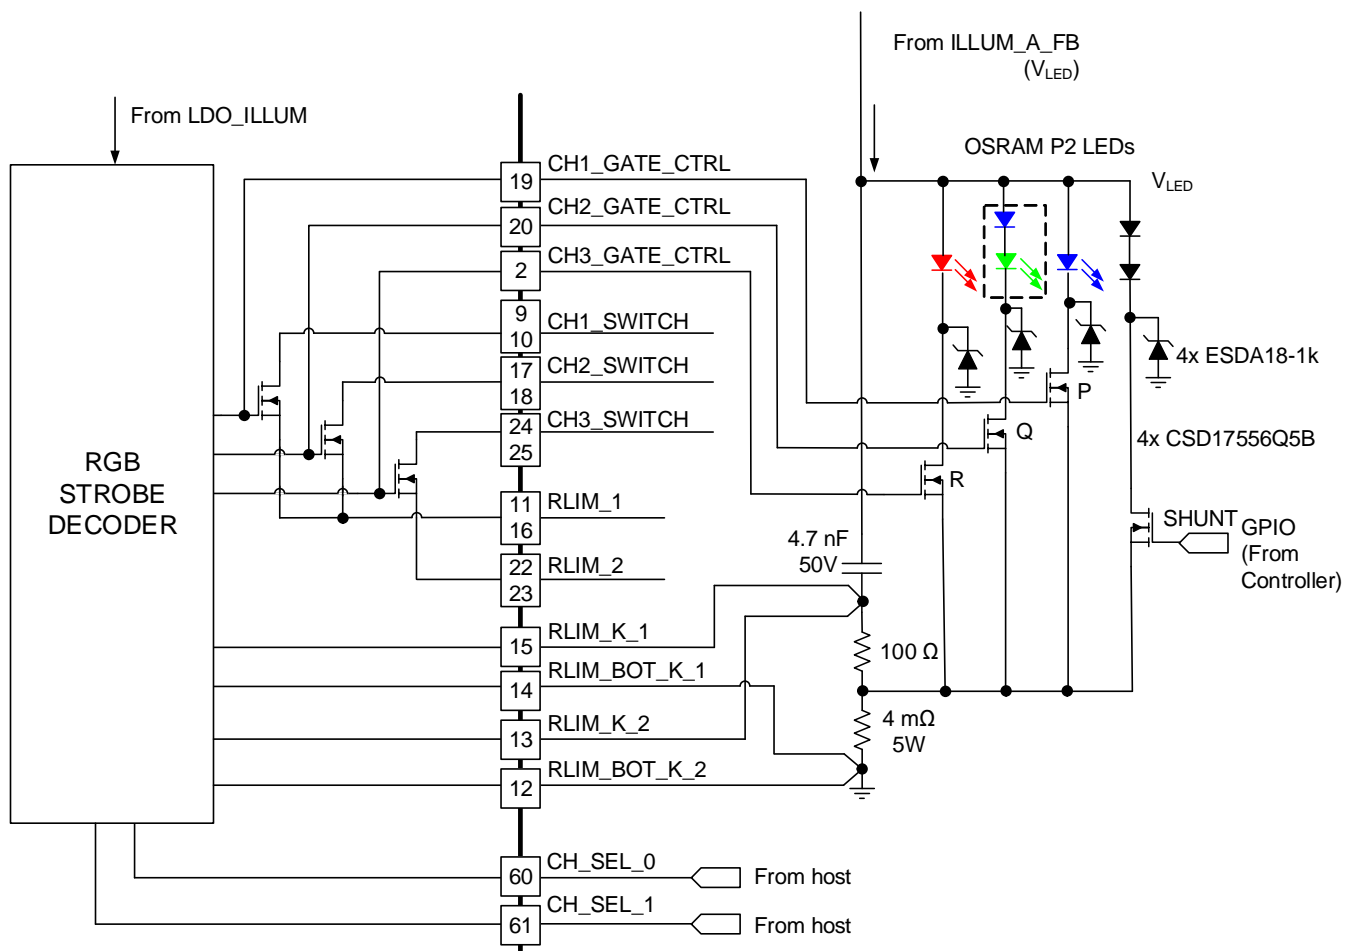 From ILLUM_A_FB
(VLED)
From LDO_ILLUM
OSRAM P2 LEDs
VLED
RGB
STROBE
DECODER
19
CH1_GATE_CTRL
20
CH2_GATE_CTRL
2
CH3_GATE_CTRL
9
10
CH1_SWITCH
17
18
CH2_SWITCH
24
25
CH3_SWITCH
11
16
RLIM_1
22
23
RLIM_2
15
RLIM_K_1
14
RLIM_BOT_K_1
13
RLIM_K_2
12
RLIM_BOT_K_2
60
CH_SEL_0
From host
61
CH_SEL_1
From host
4x ESDA18-1k
P
Q
R
4x CSD17556Q5B
4.7 nF
50V
SHUNT
GPIO
(From
Controller)
100 Ω
4 mΩ
5W